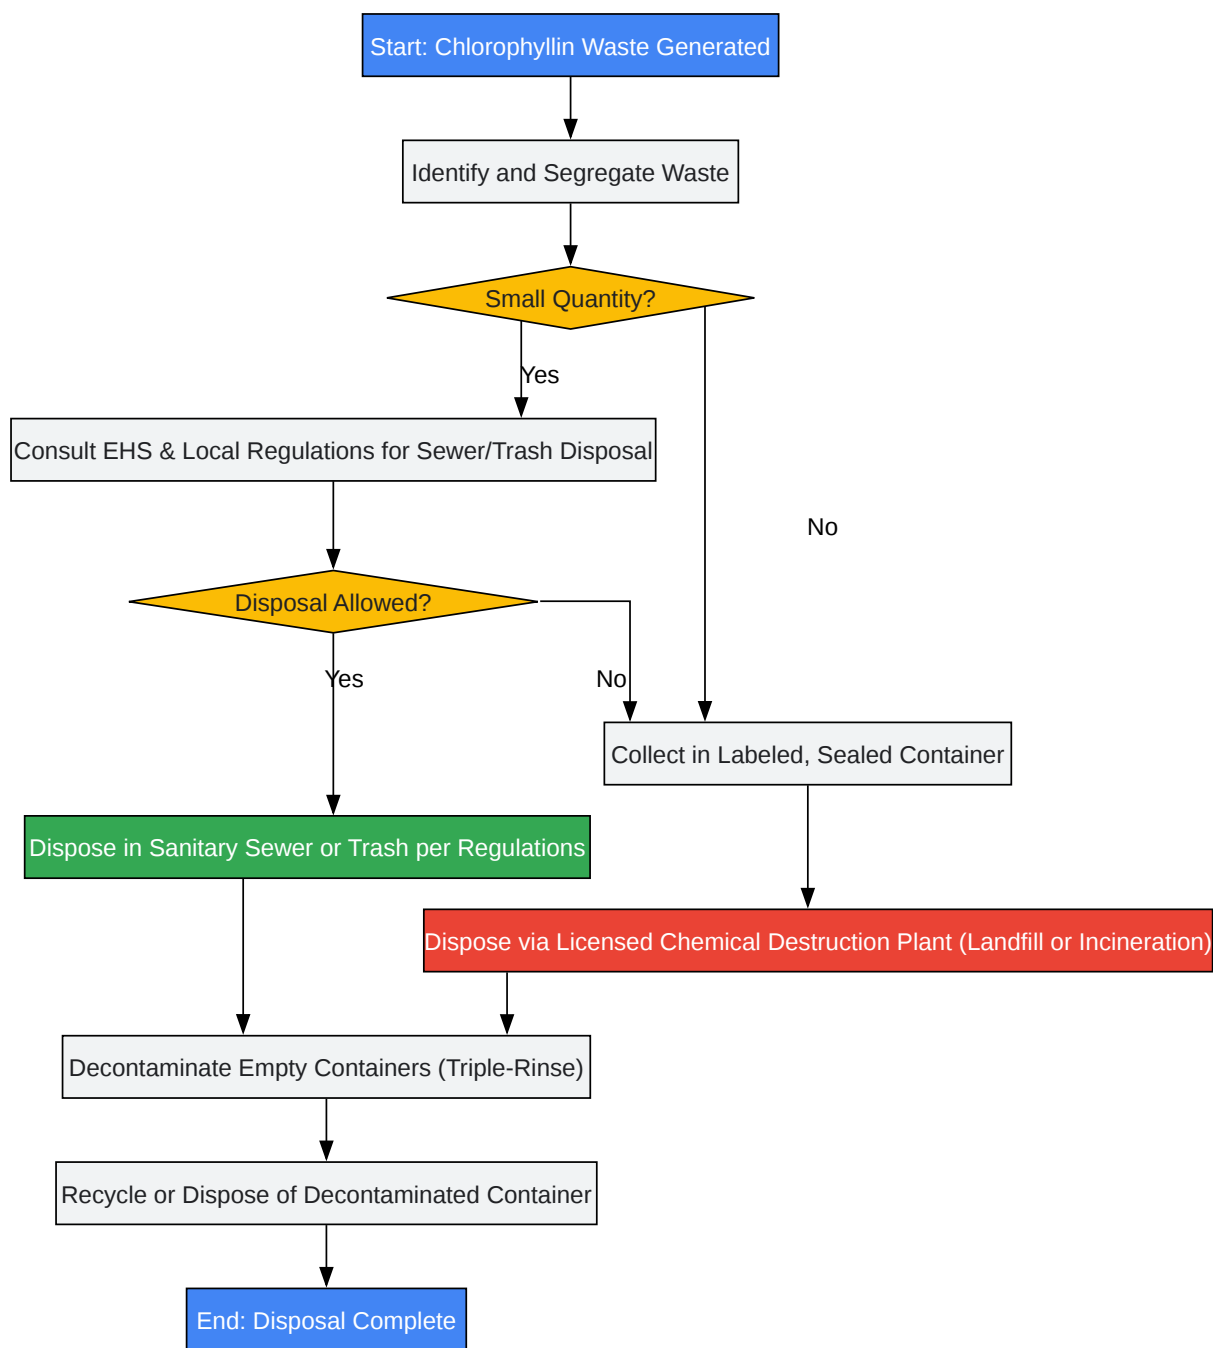 Start: Chlorophyllin Waste Generated
Identify and Segregate Waste
Small Quantity?
Yes
Consult EHS & Local Regulations for Sewer/Trash Disposal
No
Disposal Allowed?
Yes
No
Collect in Labeled, Sealed Container
Dispose in Sanitary Sewer or Trash per Regulations
Dispose via Licensed Chemical Destruction Plant (Landfill or Incineration)
Decontaminate Empty Containers (Triple-Rinse)
Recycle or Dispose of Decontaminated Container
End: Disposal Complete